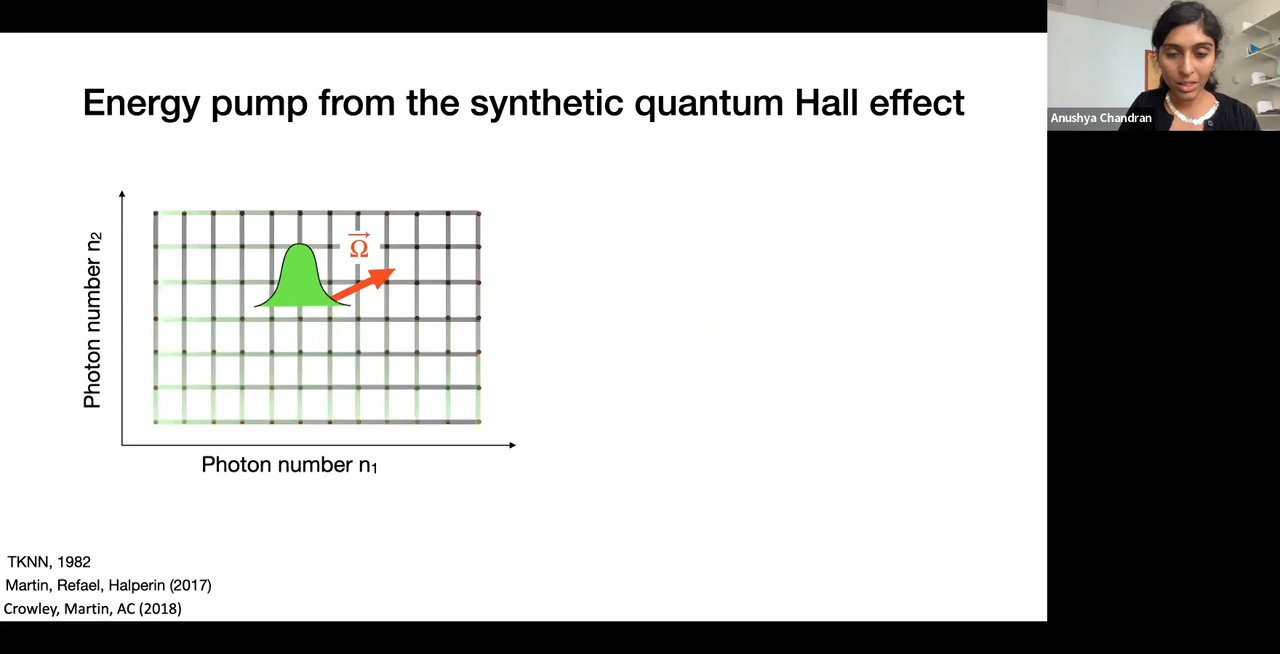 Energy pump from the synthetic quantum Hall effect
Anushya Chandran
Photon number n₂
Ω⃗
Photon number n₁
TKNN, 1982
Martin, Refael, Halperin (2017)
Crowley, Martin, AC (2018)